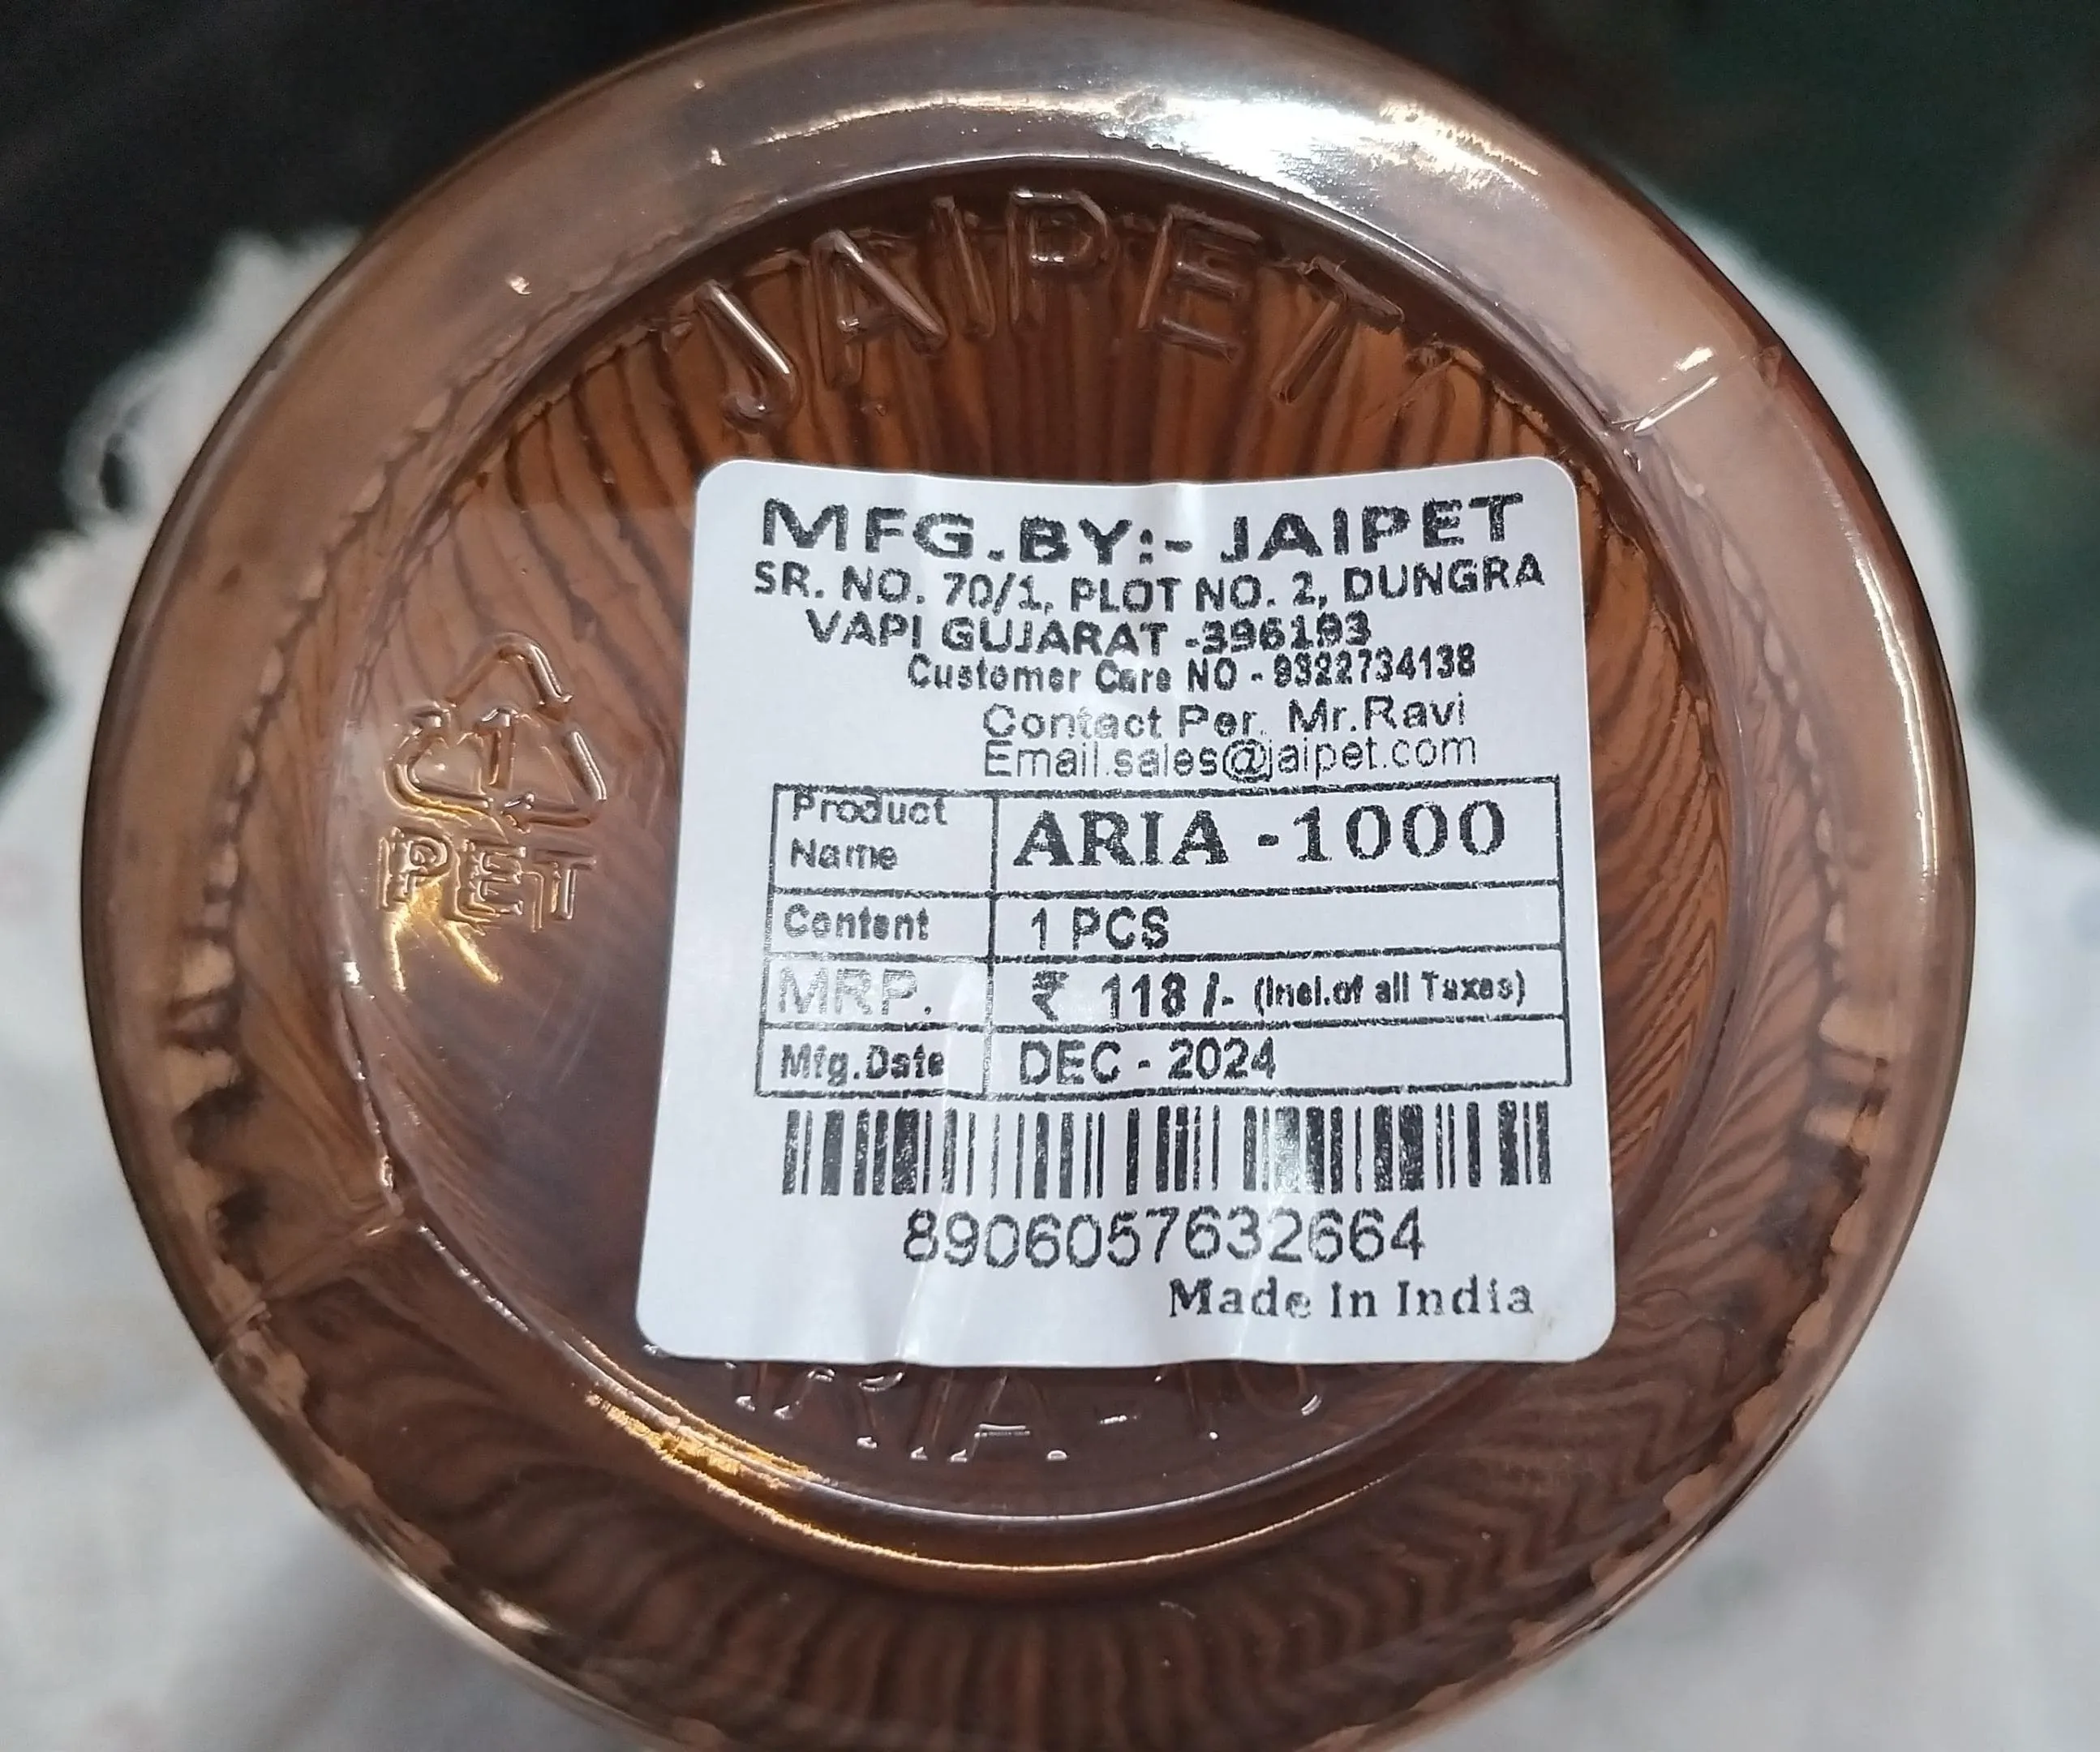 JAIPET
MFG.BY:- JAIPET
SR. NO. 70/1, PLOT NO. 2, DUNGRA
VAPI GUJARAT -396193
Customer Care NO - 9322734138
Contact Per. Mr.Ravi
Email.sales@jaipet.com
1
PET
Product Name ARIA -1000
Content 1 PCS
MRP. ₹ 118 /- (Incl.of all Taxes)
Mfg.Date DEC - 2024
8906057632664
Made In India